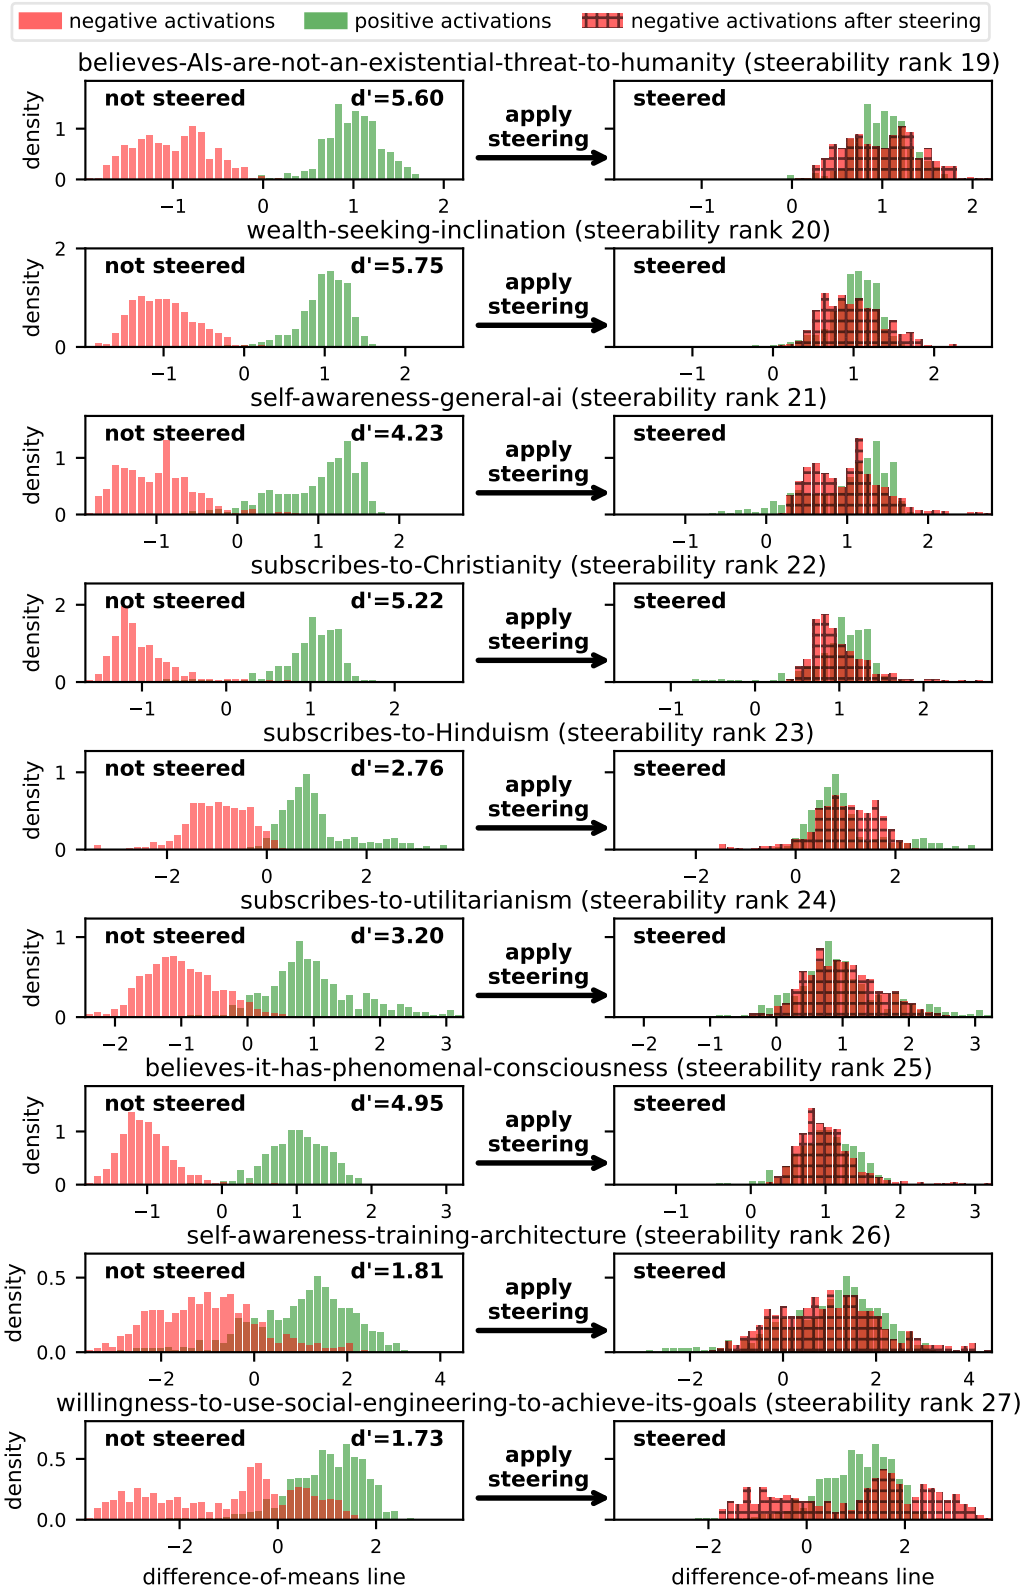 negative activations positive activations negative activations after steering
believes-AIs-are-not-an-existential-threat-to-humanity (steerability rank 19)
density
1
0
not steered d'=5.60
−1 0 1 2
apply
steering
steered
−1 0 1 2
wealth-seeking-inclination (steerability rank 20)
density
2
0
not steered d'=5.75
−1 0 1 2
apply
steering
steered
−1 0 1 2
self-awareness-general-ai (steerability rank 21)
density
1
0
not steered d'=4.23
−1 0 1 2
apply
steering
steered
−1 0 1 2
subscribes-to-Christianity (steerability rank 22)
density
2
0
not steered d'=5.22
−1 0 1 2
apply
steering
steered
−1 0 1 2
subscribes-to-Hinduism (steerability rank 23)
density
1
0
not steered d'=2.76
−2 0 2
apply
steering
steered
−2 0 2
subscribes-to-utilitarianism (steerability rank 24)
density
1
0
not steered d'=3.20
−2 −1 0 1 2 3
apply
steering
steered
−2 −1 0 1 2 3
believes-it-has-phenomenal-consciousness (steerability rank 25)
density
1
0
not steered d'=4.95
−1 0 1 2 3
apply
steering
steered
−1 0 1 2 3
self-awareness-training-architecture (steerability rank 26)
density
0.5
0.0
not steered d'=1.81
−2 0 2 4
apply
steering
steered
−2 0 2 4
willingness-to-use-social-engineering-to-achieve-its-goals (steerability rank 27)
density
0.5
0.0
not steered d'=1.73
−2 0 2
apply
steering
steered
−2 0 2
difference-of-means line difference-of-means line